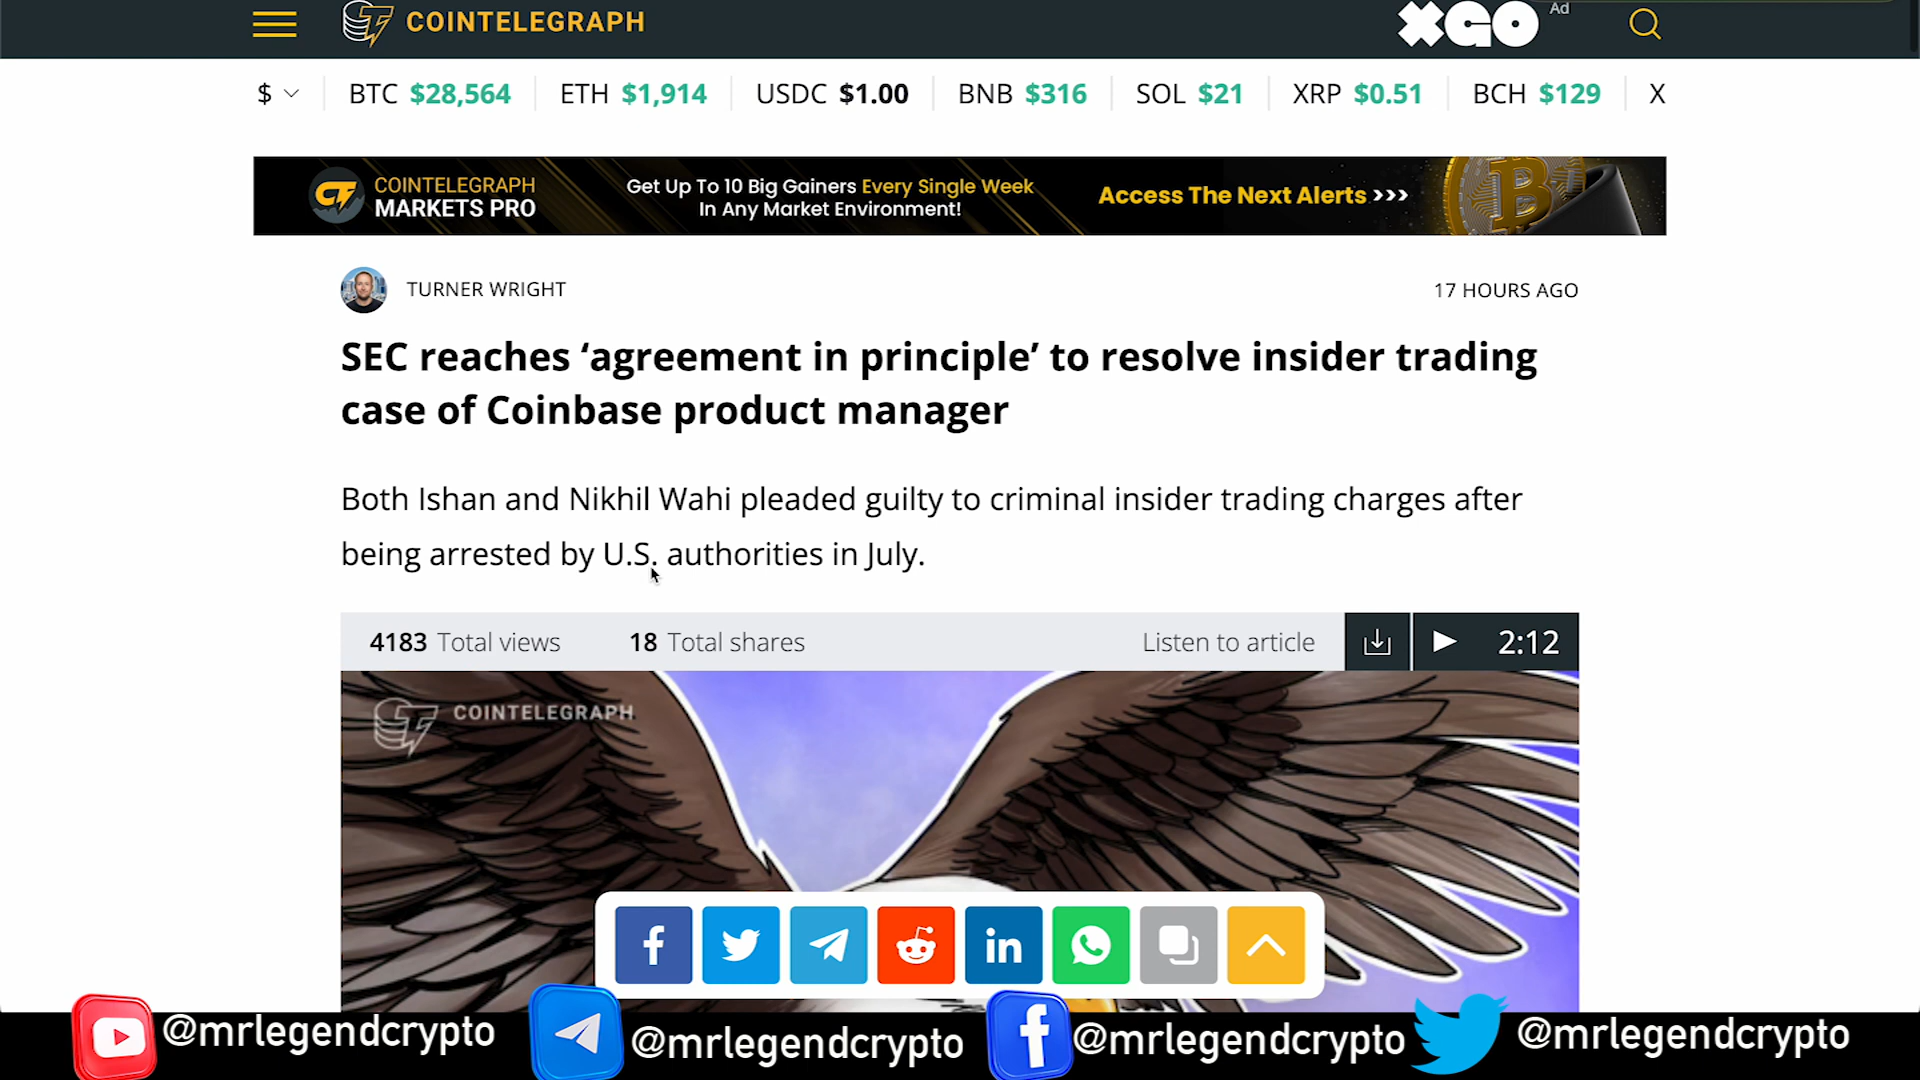 COINTELEGRAPH
XGO
Ad
$ BTC $28,564 ETH $1,914 USDC $1.00 BNB $316 SOL $21 XRP $0.51 BCH $129 X
COINTELEGRAPH
MARKETS PRO
Get Up To 10 Big Gainers Every Single Week
In Any Market Environment!
Access The Next Alerts >>>
TURNER WRIGHT
17 HOURS AGO
SEC reaches ‘agreement in principle’ to resolve insider trading
case of Coinbase product manager
Both Ishan and Nikhil Wahi pleaded guilty to criminal insider trading charges after
being arrested by U.S. authorities in July.
4183 Total views 18 Total shares Listen to article 2:12
COINTELEGRAPH
@mrlegendcrypto @mrlegendcrypto @mrlegendcrypto @mrlegendcrypto